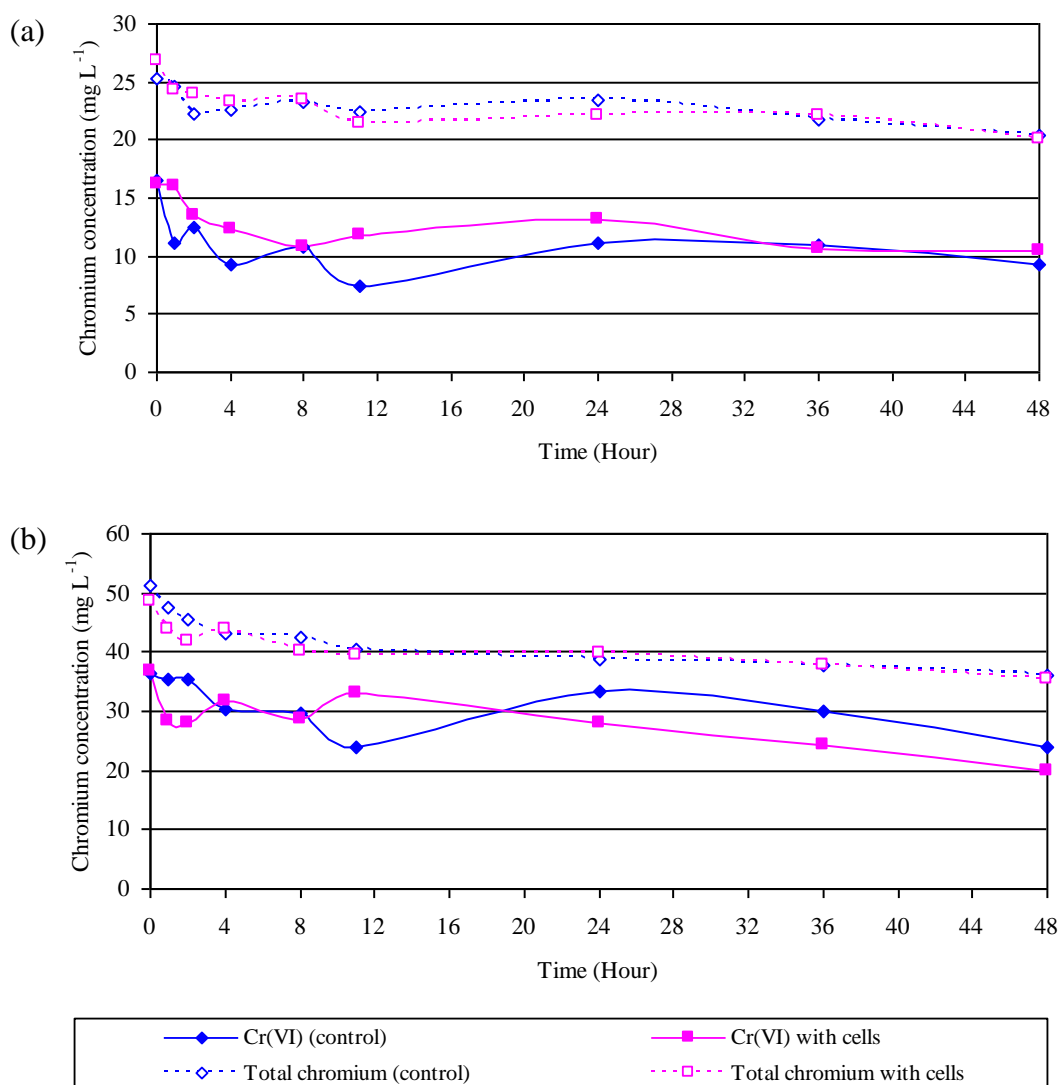 (a)
30
25
20
15
10
5
0
Chromium concentration (mg L⁻¹)
0 4 8 12 16 20 24 28 32 36 40 44 48
Time (Hour)
(b)
60
50
40
30
20
10
0
Chromium concentration (mg L⁻¹)
0 4 8 12 16 20 24 28 32 36 40 44 48
Time (Hour)
Cr(VI) (control) Cr(VI) with cells
Total chromium (control) Total chromium with cells